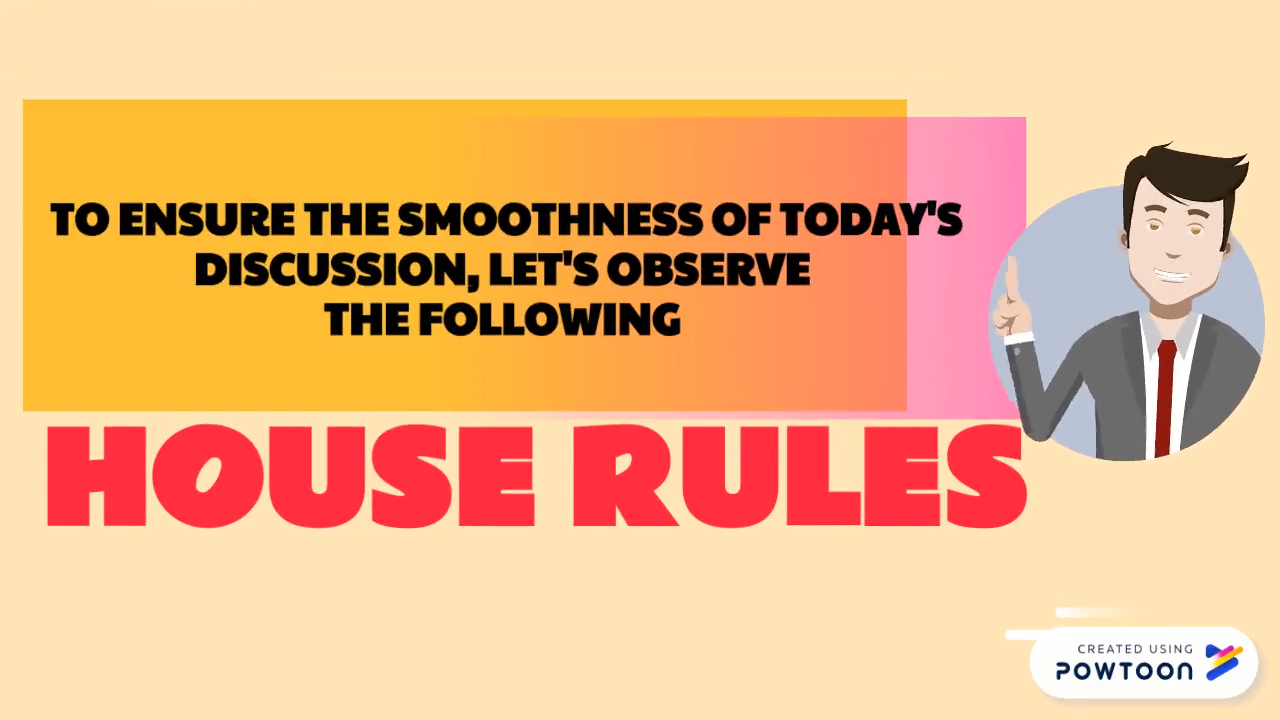 TO ENSURE THE SMOOTHNESS OF TODAY'S
DISCUSSION, LET'S OBSERVE
THE FOLLOWING
HOUSE RULES
CREATED USING
POWTOON